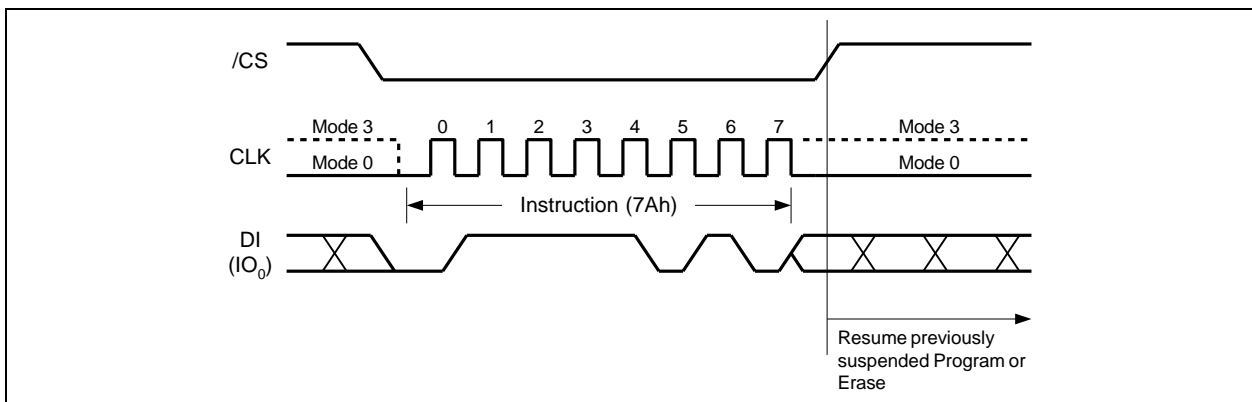 /CS
Mode 3
0 1 2 3 4 5 6 7
Mode 3
CLK
Mode 0
Mode 0
Instruction (7Ah)
DI
(IO0)
Resume previously
suspended Program or
Erase